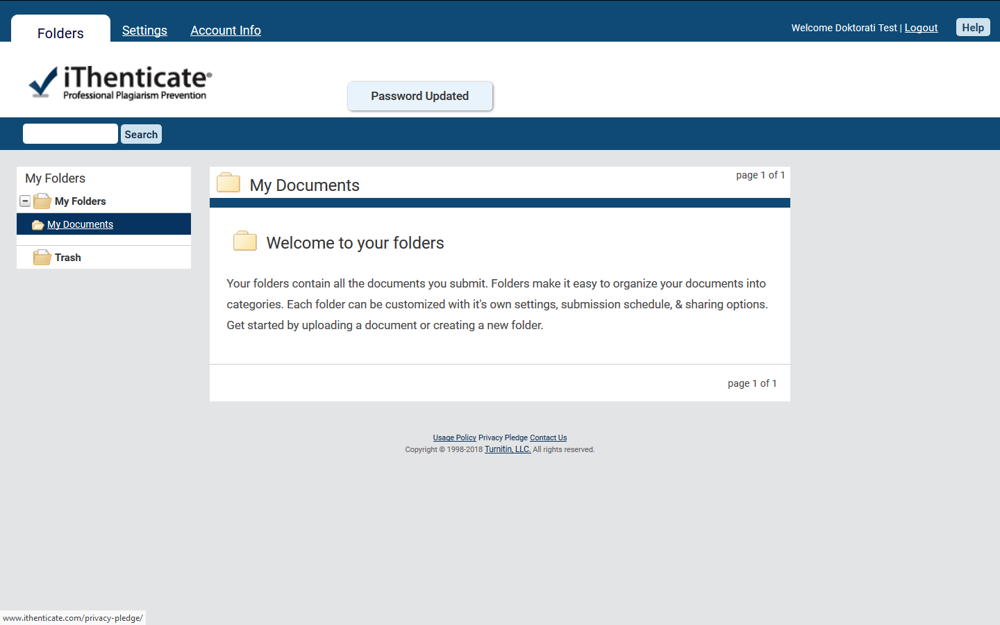 Folders
Settings
Account Info
Welcome Doktorati Test | Logout
Help
iThenticate®
Professional Plagiarism Prevention
Password Updated
Search
My Folders
My Folders
My Documents
Trash
My Documents
page 1 of 1
Welcome to your folders
Your folders contain all the documents you submit. Folders make it easy to organize your documents into
categories. Each folder can be customized with it's own settings, submission schedule, & sharing options.
Get started by uploading a document or creating a new folder.
page 1 of 1
Usage Policy Privacy Pledge Contact Us
Copyright © 1998-2018 Turnitin, LLC. All rights reserved.
www.ithenticate.com/privacy-pledge/